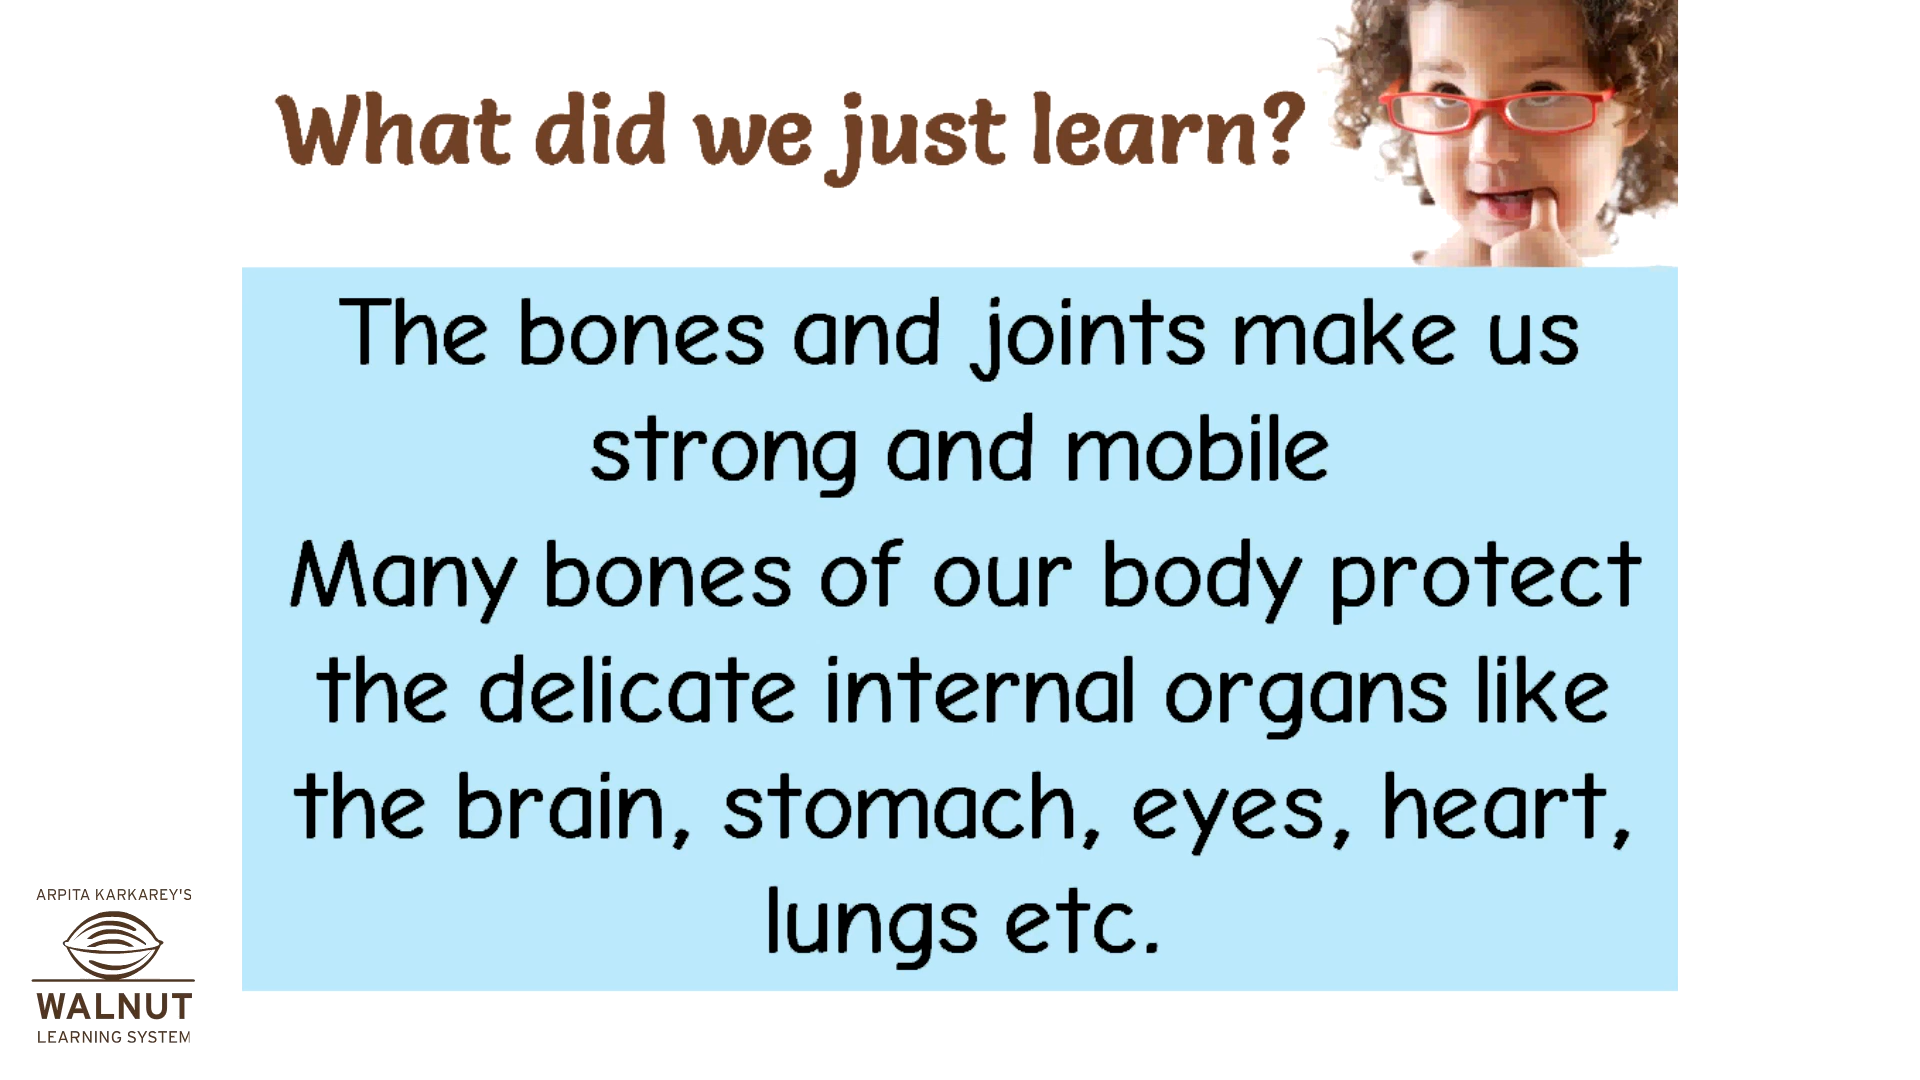 What did we just learn?
The bones and joints make us
strong and mobile
Many bones of our body protect
the delicate internal organs like
the brain, stomach, eyes, heart,
lungs etc.
ARPITA KARKAREY'S
WALNUT
LEARNING SYSTEM